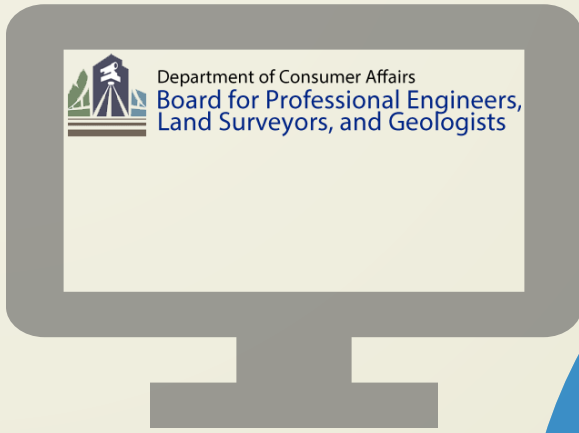 Department of Consumer Affairs
Board for Professional Engineers,
Land Surveyors, and Geologists